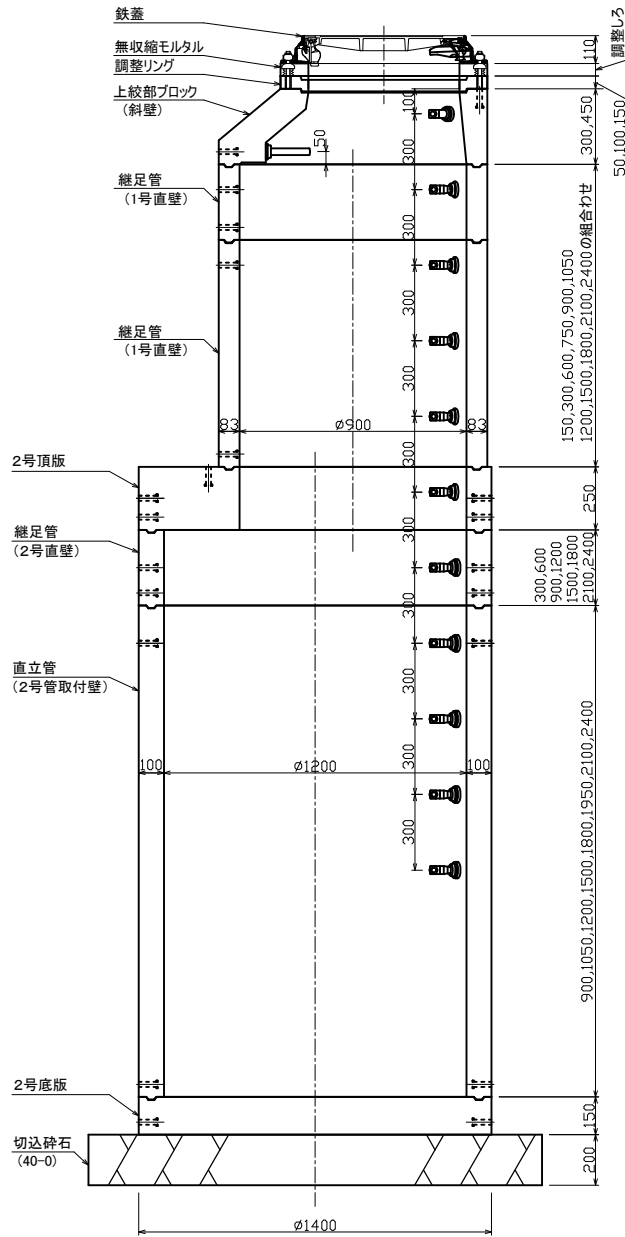 鉄蓋
無収縮モルタル
調整リング
上絞部ブロック
(斜壁)
継足管
(1号直壁)
継足管
(1号直壁)
2号頂版
継足管
(2号直壁)
直立管
(2号管取付壁)
2号底版
切込砕石
(40-0)
50
100
300
300
300
300
300
300
300
300
300
300
83
ø900
83
100
ø1200
100
ø1400
調整しろ
110
50.100.150
300,450
150,300,600,750,900,1050
1200,1500,1800,2100,2400の組合わせ
250
300,600
900,1200
1500,1800
2100,2400
900,1050,1200,1500,1800,1950,2100,2400
150
200